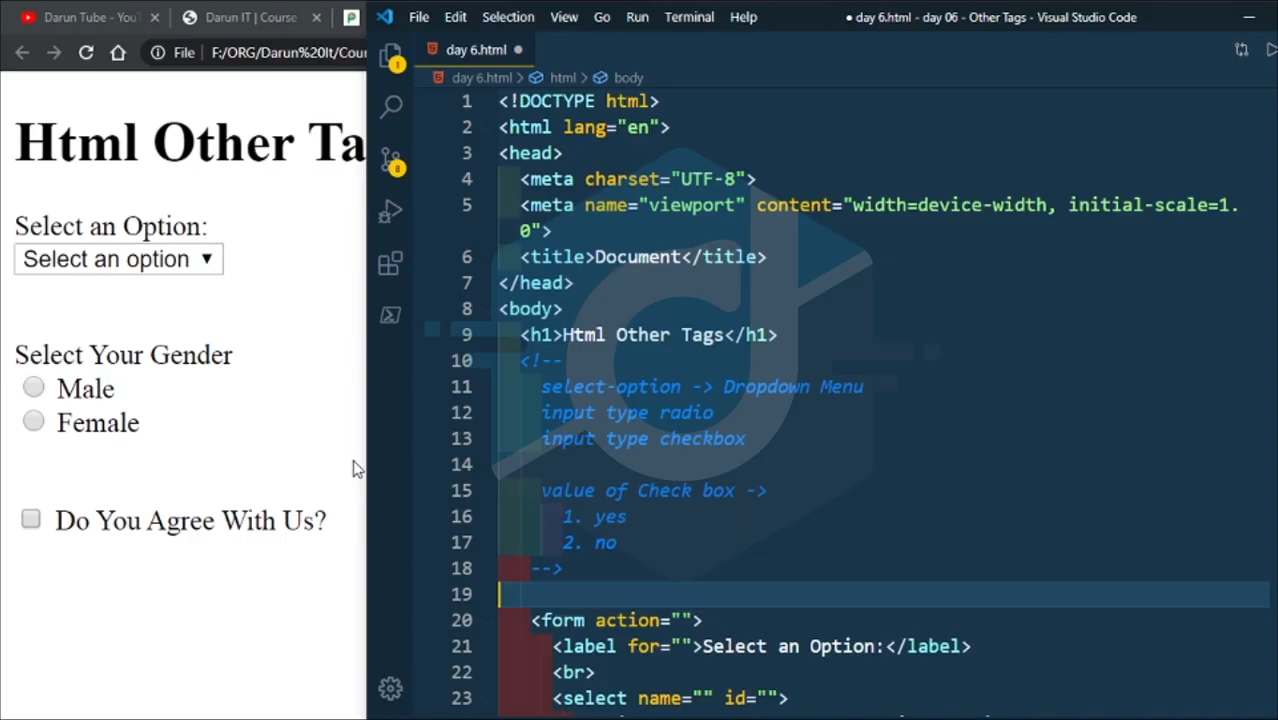 Darun Tube - YouT
Darun IT | Course
File
F:/ORG/Darun%20It/Cour
Html Other Ta
Select an Option:
Select an option
Select Your Gender
Male
Female
Do You Agree With Us?
File Edit Selection View Go Run Terminal Help
● day 6.html - day 06 - Other Tags - Visual Studio Code
day 6.html
day 6.html > html > body
1 <!DOCTYPE html>
2 <html lang="en">
3 <head>
4 <meta charset="UTF-8">
5 <meta name="viewport" content="width=device-width, initial-scale=1.
0">
6 <title>Document</title>
7 </head>
8 <body>
9 <h1>Html Other Tags</h1>
10 <!--
11 select-option -> Dropdown Menu
12 input type radio
13 input type checkbox
14
15 value of Check box ->
16 1. yes
17 2. no
18 -->
19
20 <form action="">
21 <label for="">Select an Option:</label>
22 <br>
23 <select name="" id="">
1
8